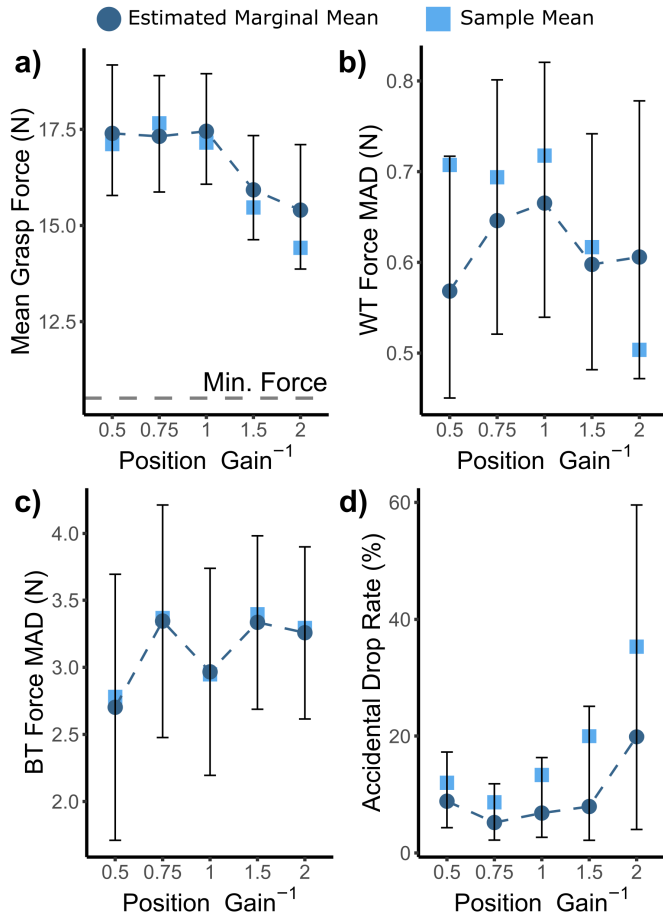 Estimated Marginal Mean
Sample Mean
a)
Mean Grasp Force (N)
17.5
15.0
12.5
Min. Force
0.5 0.75 1 1.5 2
Position Gain⁻¹
b)
WT Force MAD (N)
0.8
0.7
0.6
0.5
0.5 0.75 1 1.5 2
Position Gain⁻¹
c)
BT Force MAD (N)
4.0
3.5
3.0
2.5
2.0
0.5 0.75 1 1.5 2
Position Gain⁻¹
d)
Accidental Drop Rate (%)
60
40
20
0
0.5 0.75 1 1.5 2
Position Gain⁻¹